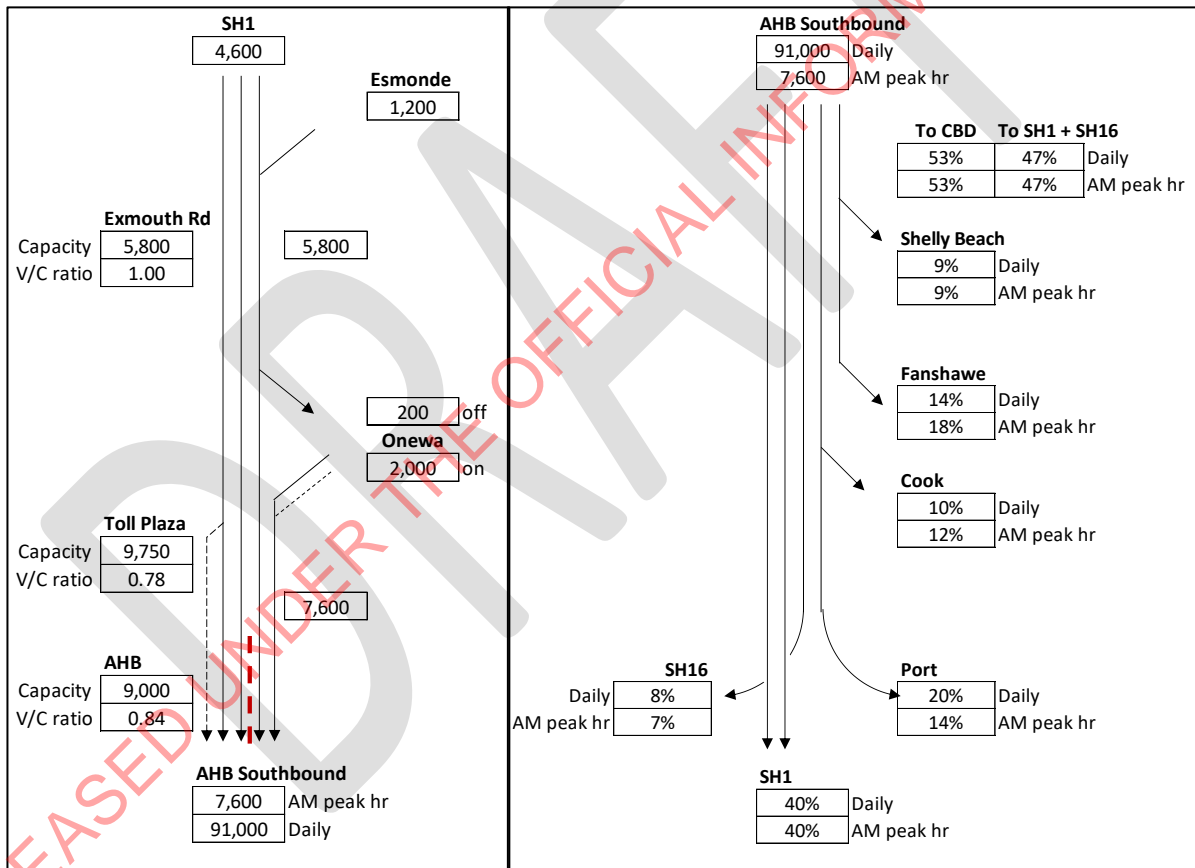 SH1
4,600
Esmonde
1,200
Exmouth Rd
Capacity 5,800
V/C ratio 1.00
5,800
200 off
Onewa
2,000 on
Toll Plaza
Capacity 9,750
V/C ratio 0.78
7,600
AHB
Capacity 9,000
V/C ratio 0.84
AHB Southbound
7,600 AM peak hr
91,000 Daily
AHB Southbound
91,000 Daily
7,600 AM peak hr
To CBD To SH1 + SH16
53% 47% Daily
53% 47% AM peak hr
Shelly Beach
9% Daily
9% AM peak hr
Fanshawe
14% Daily
18% AM peak hr
Cook
10% Daily
12% AM peak hr
SH16
Daily 8%
AM peak hr 7%
Port
20% Daily
14% AM peak hr
SH1
40% Daily
40% AM peak hr
DRAFT
EASED UNDER THE OFFICIAL INFORM